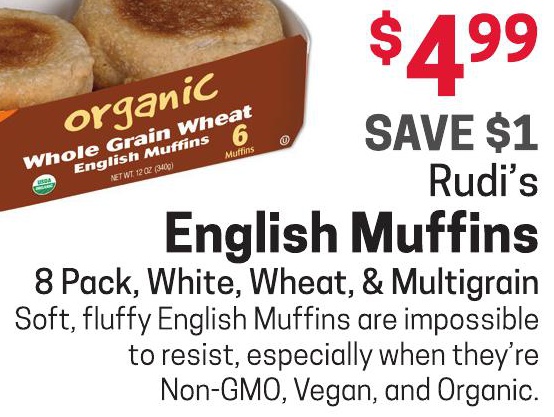 organic
Whole Grain Wheat
English Muffins
6
Muffins
USDA
ORGANIC
NET WT. 12 OZ. (340g)
U
$4.99
SAVE $1
Rudi's
English Muffins
8 Pack, White, Wheat, & Multigrain
Soft, fluffy English Muffins are impossible
to resist, especially when they're
Non-GMO, Vegan, and Organic.